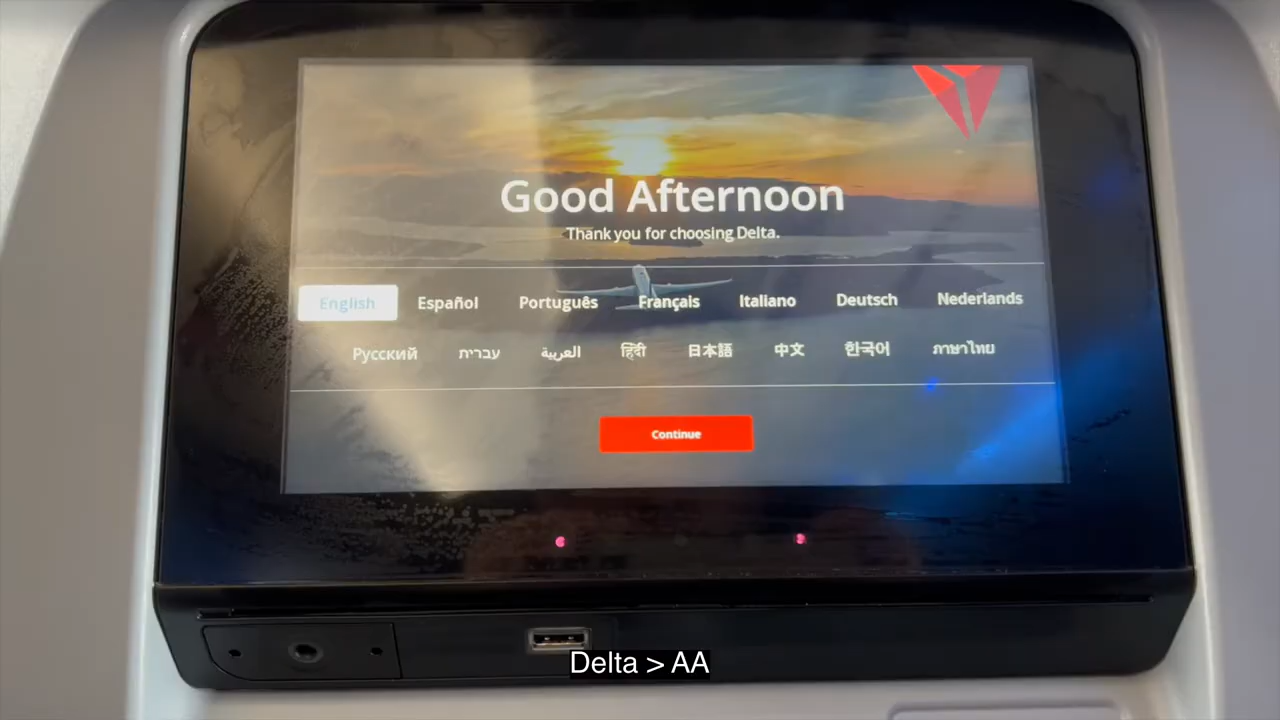 Good Afternoon
Thank you for choosing Delta.
English Español Português Français Italiano Deutsch Nederlands
Русский עברית العربية हिंदी 日本語 中文 한국어 ภาษาไทย
Continue
Delta > AA